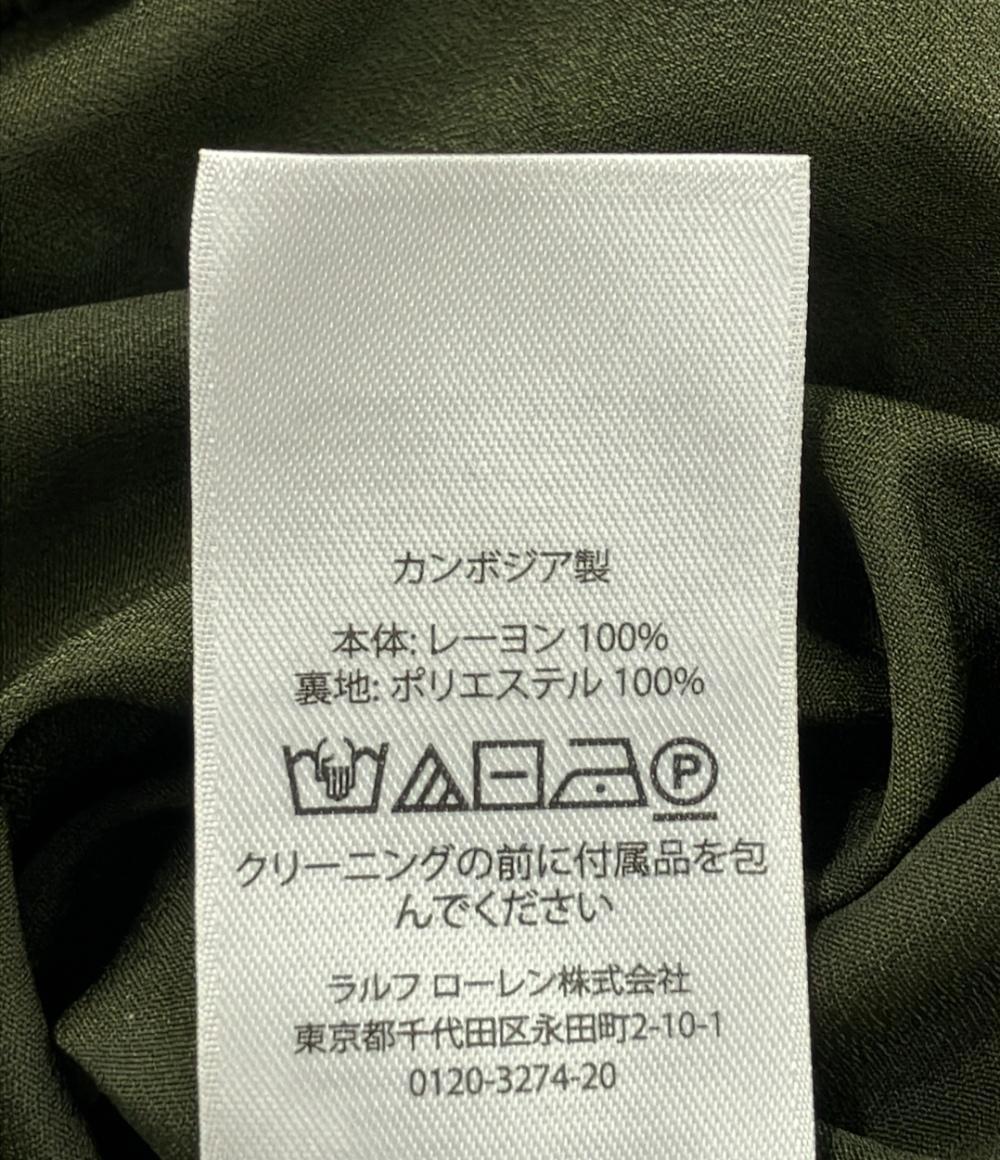 カンボジア製
本体: レーヨン 100%
裏地: ポリエステル 100%
P
クリーニングの前に付属品を包
んでください
ラルフ ローレン株式会社
東京都千代田区永田町2-10-1
0120-3274-20